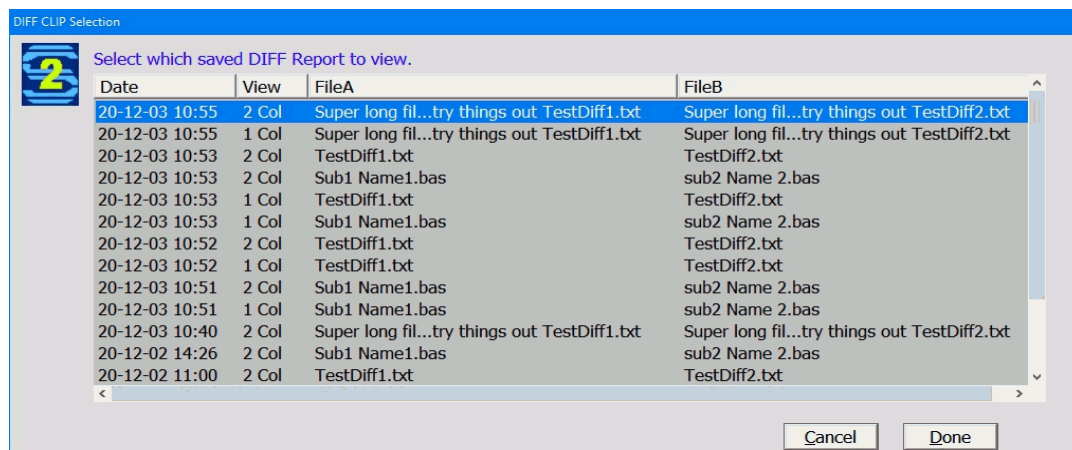 DIFF CLIP Selection
2
Select which saved DIFF Report to view.
Date View FileA FileB
20-12-03 10:55 2 Col Super long fil...try things out TestDiff1.txt Super long fil...try things out TestDiff2.txt
20-12-03 10:55 1 Col Super long fil...try things out TestDiff1.txt Super long fil...try things out TestDiff2.txt
20-12-03 10:53 2 Col TestDiff1.txt TestDiff2.txt
20-12-03 10:53 2 Col Sub1 Name1.bas sub2 Name 2.bas
20-12-03 10:53 1 Col TestDiff1.txt TestDiff2.txt
20-12-03 10:53 1 Col Sub1 Name1.bas sub2 Name 2.bas
20-12-03 10:52 2 Col TestDiff1.txt TestDiff2.txt
20-12-03 10:52 1 Col TestDiff1.txt TestDiff2.txt
20-12-03 10:51 2 Col Sub1 Name1.bas sub2 Name 2.bas
20-12-03 10:51 1 Col Sub1 Name1.bas sub2 Name 2.bas
20-12-03 10:40 2 Col Super long fil...try things out TestDiff1.txt Super long fil...try things out TestDiff2.txt
20-12-02 14:26 2 Col Sub1 Name1.bas sub2 Name 2.bas
20-12-02 11:00 2 Col TestDiff1.txt TestDiff2.txt
Cancel Done